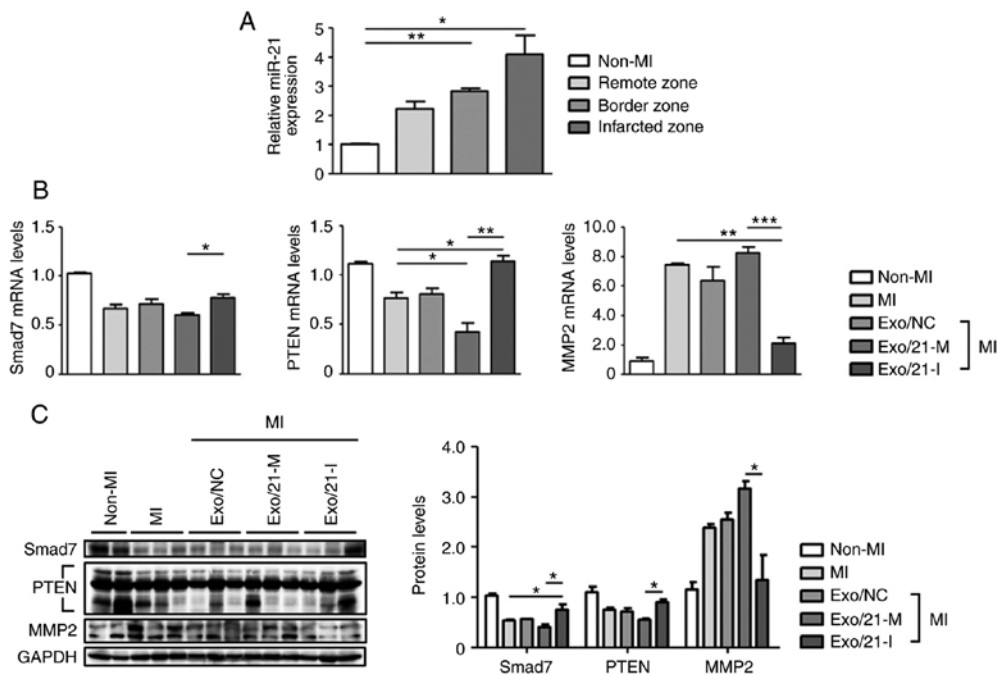 A
Relative miR-21
expression
5
4
3
2
1
0
*
**
Non-MI
Remote zone
Border zone
Infarcted zone
B
Smad7 mRNA levels
1.5
1.0
0.5
0
*
PTEN mRNA levels
1.5
1.0
0.5
0
*
*
**
MMP2 mRNA levels
10.0
8.0
6.0
4.0
2.0
0
**
***
Non-MI
MI
Exo/NC
Exo/21-M
Exo/21-I
MI
C
MI
Non-MI
MI
Exo/NC
Exo/21-M
Exo/21-I
Smad7
PTEN
MMP2
GAPDH
Protein levels
4.0
3.0
2.0
1.0
0
*
*
*
*
Smad7
PTEN
MMP2
Non-MI
MI
Exo/NC
Exo/21-M
Exo/21-I
MI